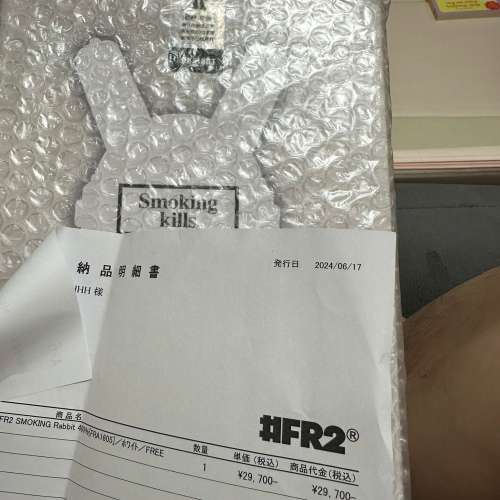 Smoking
kills
納品明細書
発行日 2024/06/17
HHH 様
#FR2®
商品名 数量 単価(税込) 商品代金(税込)
FR2 SMOKING Rabbit 400%[FRA1805]/ホワイト/FREE 1 ¥29,700- ¥29,700-